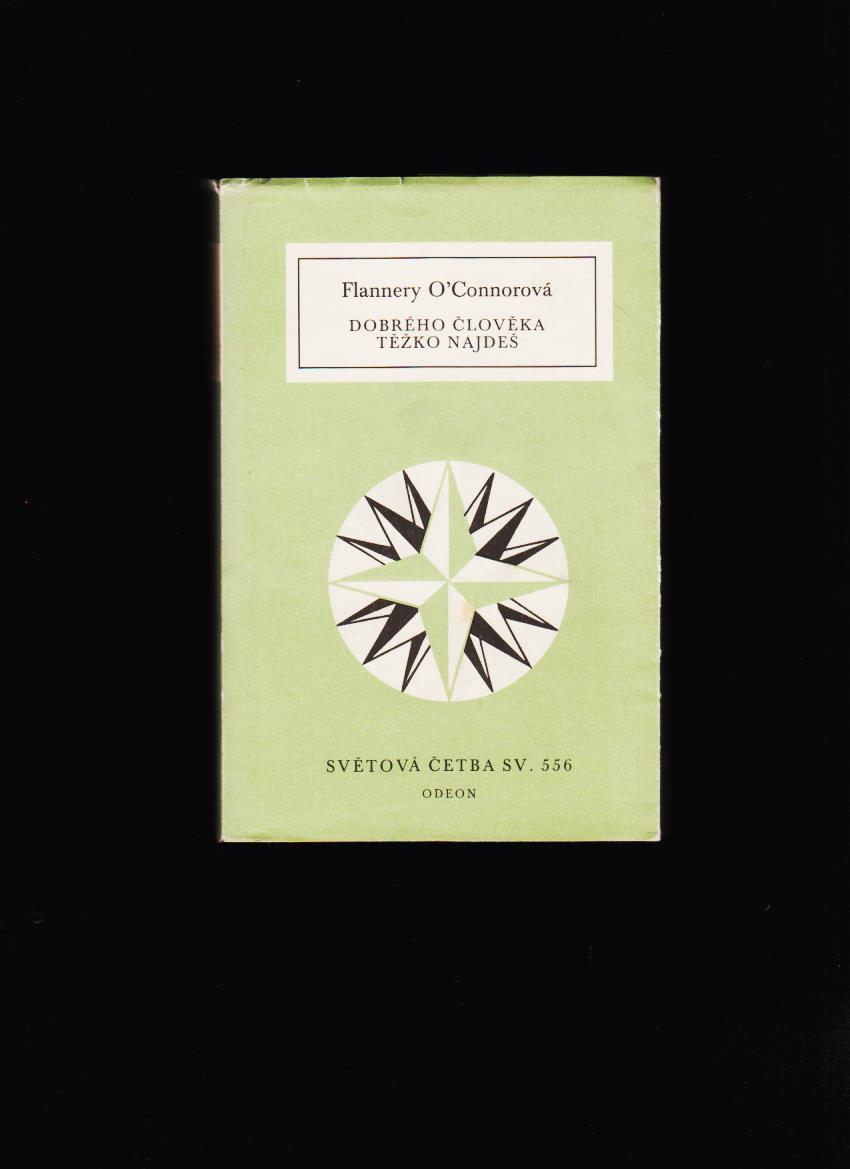 Flannery O'Connorová
DOBRÉHO ČLOVĚKA
TĚŽKO NAJDEŠ
SVĚTOVÁ ČETBA SV. 556
ODEON